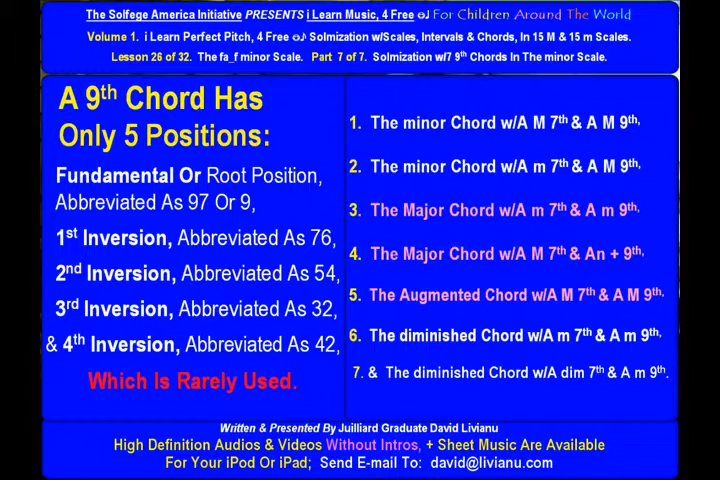 The Solfege America Initiative PRESENTS i Learn Music, 4 Free For Children Around The World
Volume 1. i Learn Perfect Pitch, 4 Free Solmization w/Scales, Intervals & Chords, In 15 M & 15 m Scales.
Lesson 26 of 32. The fa_f minor Scale. Part 7 of 7. Solmization w/7 9th Chords In The minor Scale.
A 9th Chord Has
Only 5 Positions:
Fundamental Or Root Position,
Abbreviated As 97 Or 9,
1st Inversion, Abbreviated As 76,
2nd Inversion, Abbreviated As 54,
3rd Inversion, Abbreviated As 32,
& 4th Inversion, Abbreviated As 42,
Which Is Rarely Used.
1. The minor Chord w/A M 7th & A M 9th,
2. The minor Chord w/A m 7th & A M 9th,
3. The Major Chord w/A m 7th & A m 9th,
4. The Major Chord w/A M 7th & An + 9th,
5. The Augmented Chord w/A M 7th & A M 9th,
6. The diminished Chord w/A m 7th & A m 9th,
7. & The diminished Chord w/A dim 7th & A m 9th.
Written & Presented By Juilliard Graduate David Livianu
High Definition Audios & Videos Without Intros, + Sheet Music Are Available
For Your iPod Or iPad; Send E-mail To: david@livianu.com